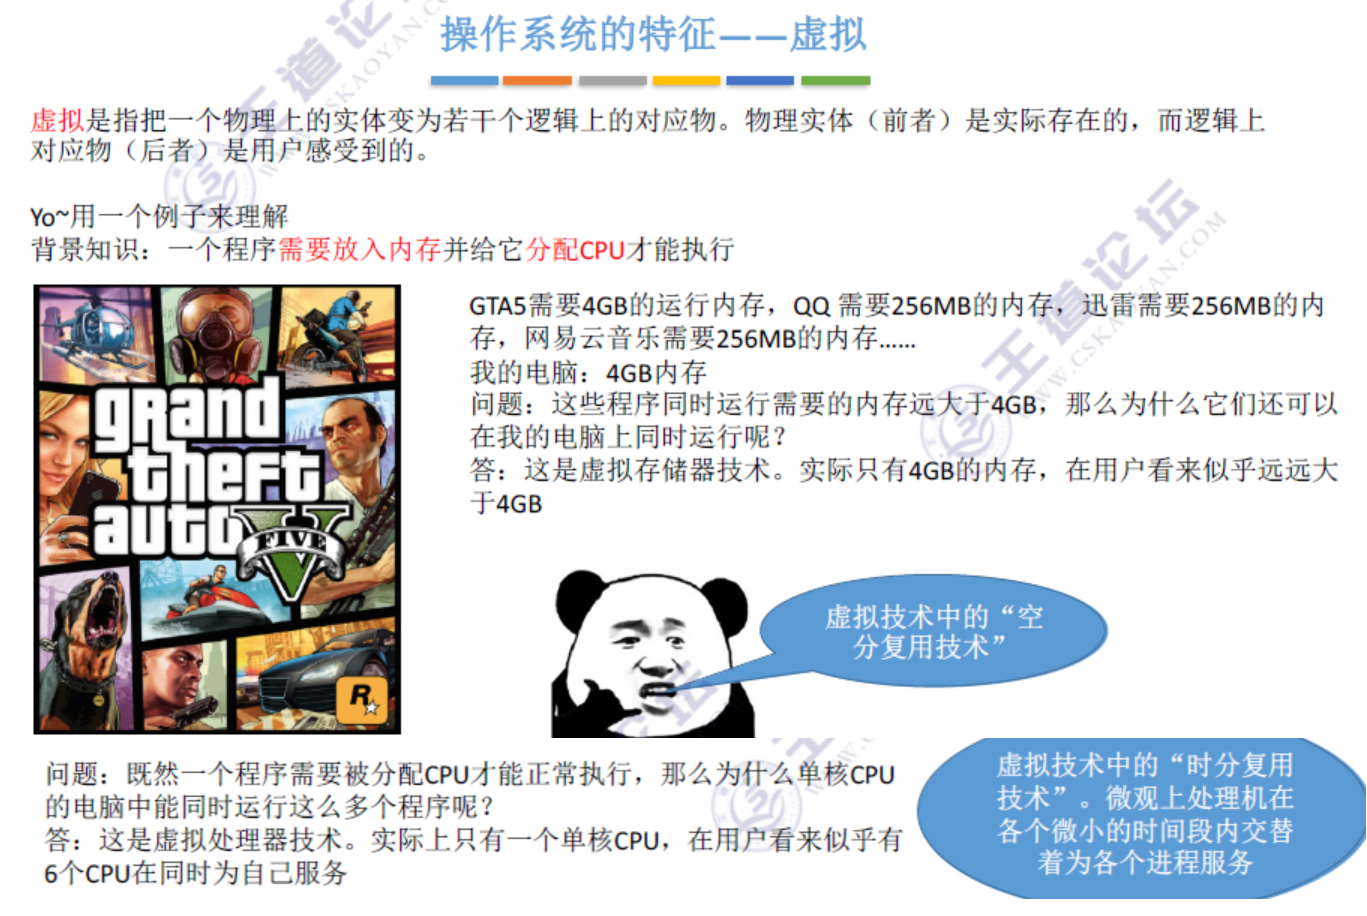 操作系统的特征——虚拟
虚拟是指把一个物理上的实体变为若干个逻辑上的对应物。物理实体（前者）是实际存在的，而逻辑上
对应物（后者）是用户感受到的。
Yo~用一个例子来理解
背景知识：一个程序需要放入内存并给它分配CPU才能执行
GTA5需要4GB的运行内存，QQ 需要256MB的内存，迅雷需要256MB的内
存，网易云音乐需要256MB的内存......
我的电脑：4GB内存
问题：这些程序同时运行需要的内存远大于4GB，那么为什么它们还可以
在我的电脑上同时运行呢？
答：这是虚拟存储器技术。实际只有4GB的内存，在用户看来似乎远远大
于4GB
grand
theft
auto
V
FIVE
R
虚拟技术中的“空
分复用技术”
问题：既然一个程序需要被分配CPU才能正常执行，那么为什么单核CPU
的电脑中能同时运行这么多个程序呢？
答：这是虚拟处理器技术。实际上只有一个单核CPU，在用户看来似乎有
6个CPU在同时为自己服务
虚拟技术中的“时分复用
技术”。微观上处理机在
各个微小的时间段内交替
着为各个进程服务
王道论坛
WWW.CSKAOYAN.COM